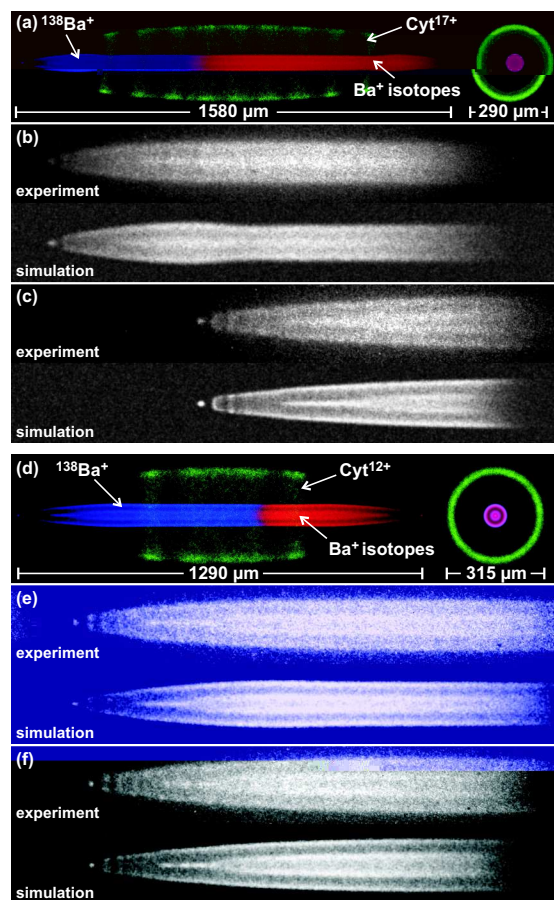 (a)
¹³⁸Ba⁺
Cyt¹⁷⁺
Ba⁺ isotopes
1580 μm
290 μm
(b)
experiment
simulation
(c)
experiment
simulation
(d)
¹³⁸Ba⁺
Cyt¹²⁺
Ba⁺ isotopes
1290 μm
315 μm
(e)
experiment
simulation
(f)
experiment
simulation